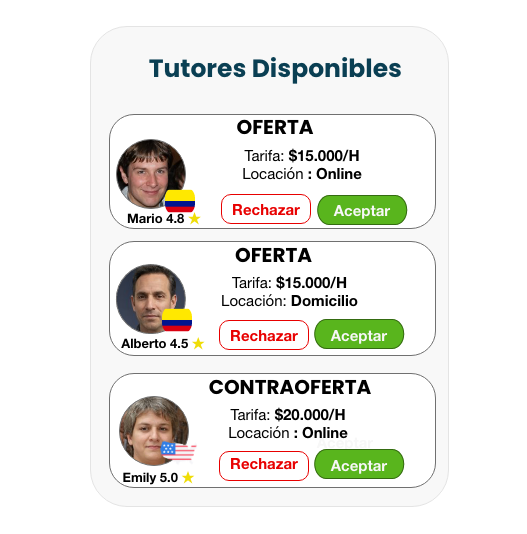 Tutores Disponibles
OFERTA
Tarifa: $15.000/H
Locación : Online
Rechazar
Aceptar
Mario 4.8
OFERTA
Tarifa: $15.000/H
Locación: Domicilio
Rechazar
Aceptar
Alberto 4.5
CONTRAOFERTA
Tarifa: $20.000/H
Locación : Online
Aceptar
Rechazar
Aceptar
Emily 5.0